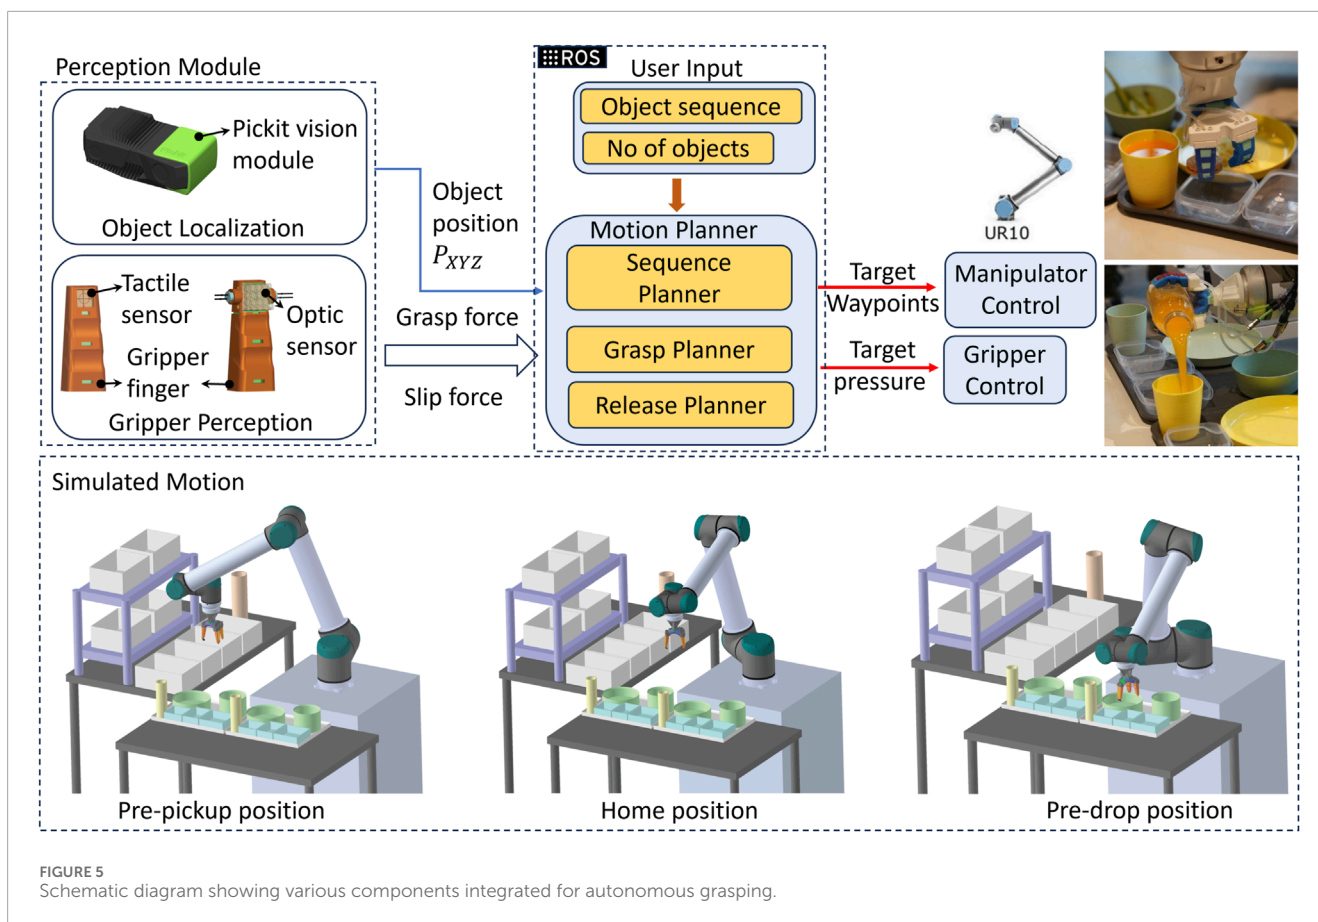 Perception Module
Pickit vision
module
Object Localization
Tactile
sensor
Optic
sensor
Gripper
finger
Gripper Perception
Object
position
P_XYZ
Grasp force
Slip force
ROS
User Input
Object sequence
No of objects
Motion Planner
Sequence
Planner
Grasp Planner
Release Planner
Target
Waypoints
Target
pressure
UR10
Manipulator
Control
Gripper
Control
Simulated Motion
Pre-pickup position
Home position
Pre-drop position
FIGURE 5
Schematic diagram showing various components integrated for autonomous grasping.